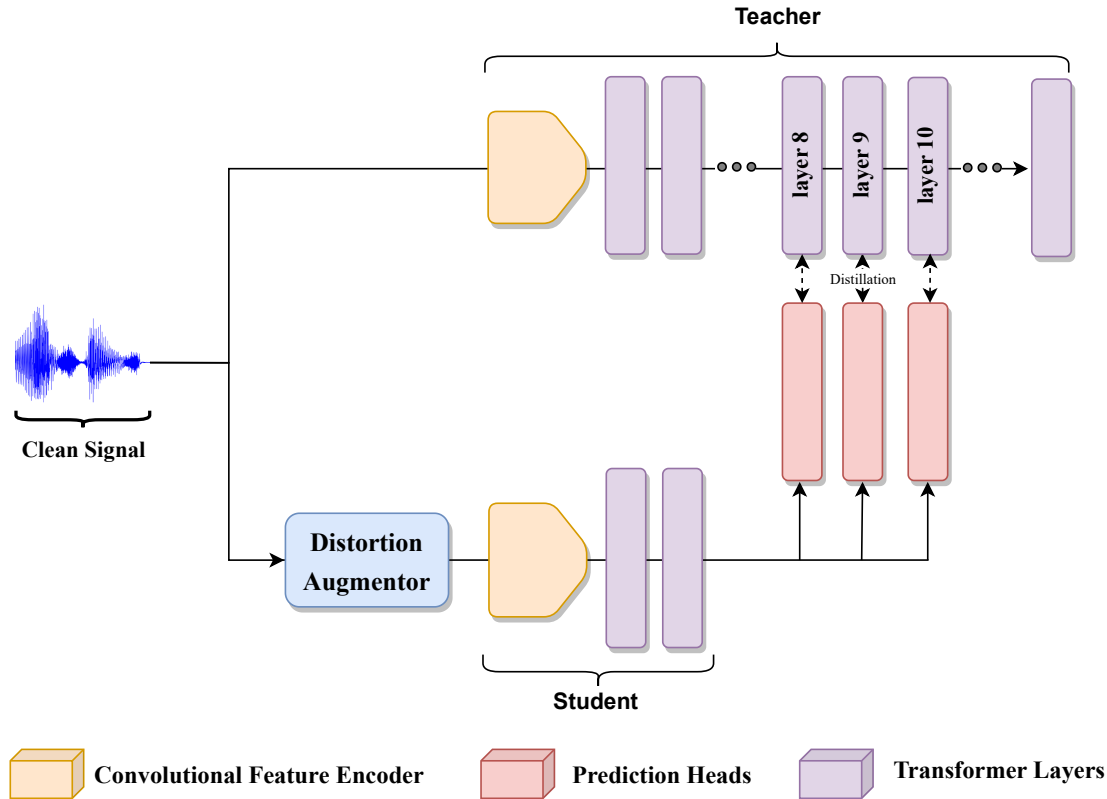 Teacher
layer 8
layer 9
layer 10
Distillation
Clean Signal
Distortion
Augmentor
Student
Convolutional Feature Encoder
Prediction Heads
Transformer Layers